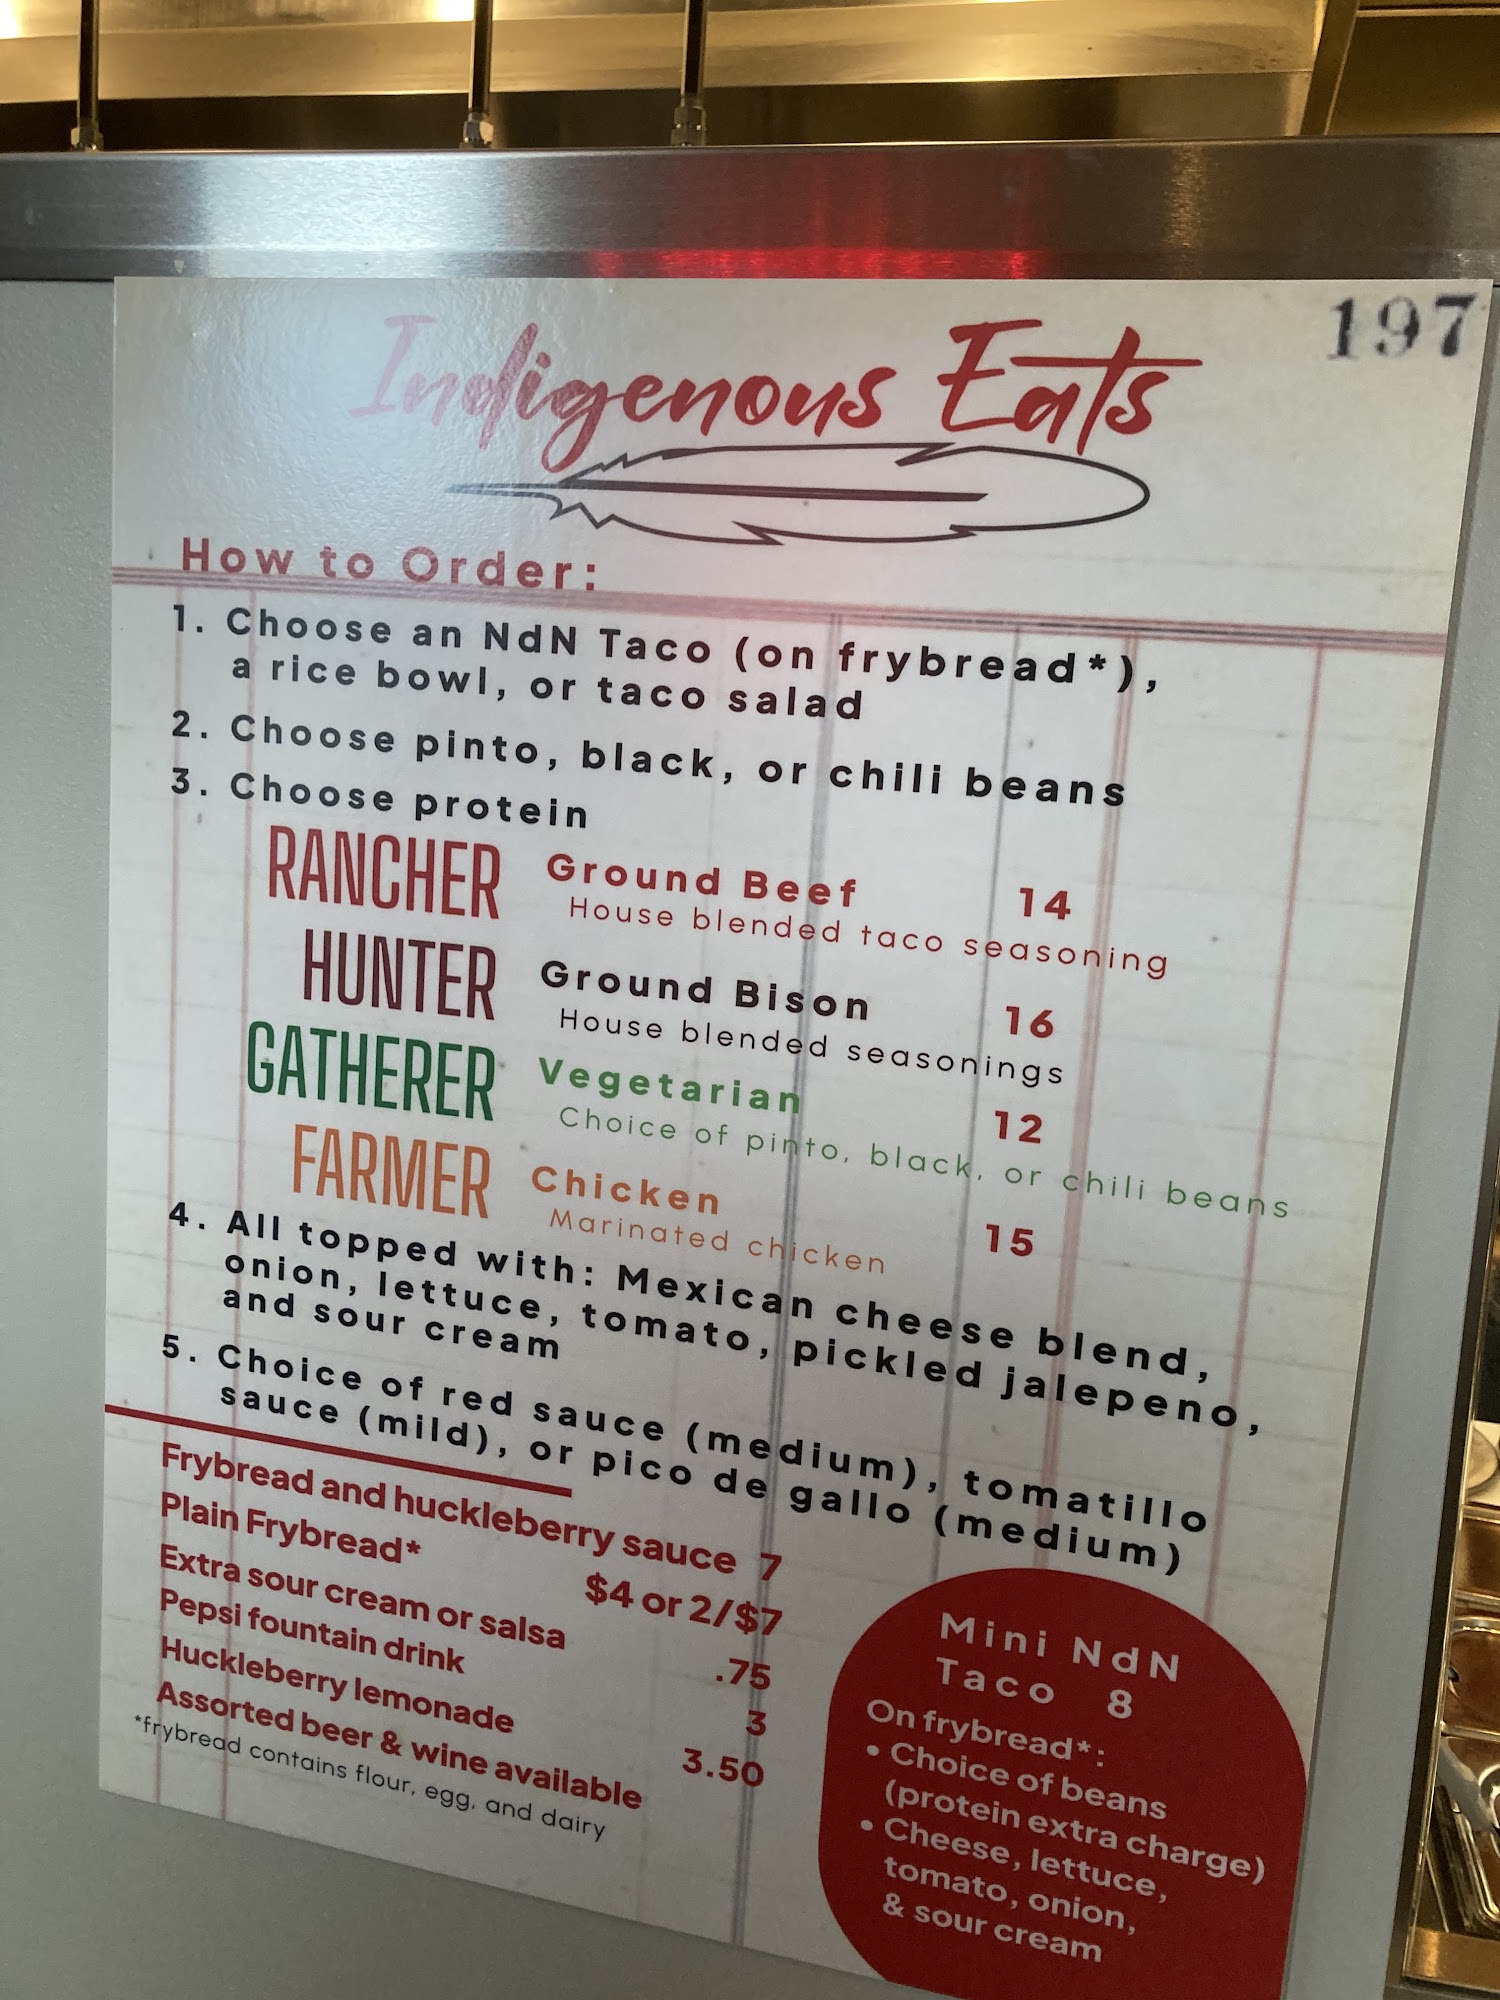 197
Indigenous Eats
How to Order:
1. Choose an NdN Taco (on frybread*),
a rice bowl, or taco salad
2. Choose pinto, black, or chili beans
3. Choose protein
RANCHER Ground Beef 14
House blended taco seasoning
HUNTER Ground Bison 16
House blended seasonings
GATHERER Vegetarian 12
Choice of pinto, black, or chili beans
FARMER Chicken 15
Marinated chicken
4. All topped with: Mexican cheese blend,
onion, lettuce, tomato, pickled jalepeno,
and sour cream
5. Choice of red sauce (medium), tomatillo
sauce (mild), or pico de gallo (medium)
Frybread and huckleberry sauce 7
Plain Frybread* $4 or 2/$7
Extra sour cream or salsa .75
Pepsi fountain drink 3
Huckleberry lemonade 3.50
Assorted beer & wine available
*frybread contains flour, egg, and dairy
Mini NdN
Taco 8
On frybread*:
• Choice of beans
(protein extra charge)
• Cheese, lettuce,
tomato, onion,
& sour cream